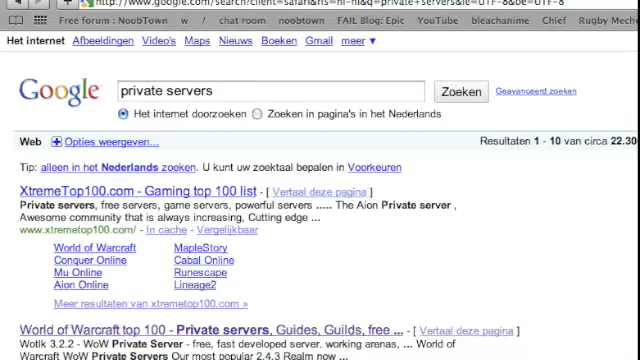 http://www.google.com/search?client=safari&rls=nl-nl&q=private+servers&ie=UTF-8&oe=UTF-8
Free forum : NoobTown chat room noobtown FAIL Blog: Epic YouTube bleachanime Chief Rugby Mech
Het internet Afbeeldingen Video's Maps Nieuws Boeken Gmail meer ▼
Google private servers Zoeken Geavanceerd zoeken
Het internet doorzoeken Zoeken in pagina's in het Nederlands
Web + Opties weergeven... Resultaten 1 - 10 van circa 22.30
Tip: alleen in het Nederlands zoeken. U kunt uw zoektaal bepalen in Voorkeuren
XtremeTop100.com - Gaming top 100 list - [ Vertaal deze pagina ]
Private servers, free servers, game servers, powerful servers ..... The Aion Private server ,
Awesome community that is always increasing, Cutting edge ...
www.xtremetop100.com/ - In cache - Vergelijkbaar
World of Warcraft MapleStory
Conquer Online Cabal Online
Mu Online Runescape
Aion Online Lineage2
Meer resultaten van xtremetop100.com »
World of Warcraft top 100 - Private servers, Guides, Guilds, free ... - [ Vertaal deze pagina ]
Wotlk 3.2.2 - WoW Private Server - free, fast developed server. working arenas, ... World of
Warcraft WoW Private Servers Our most popular 2.4.3 Realm now ...